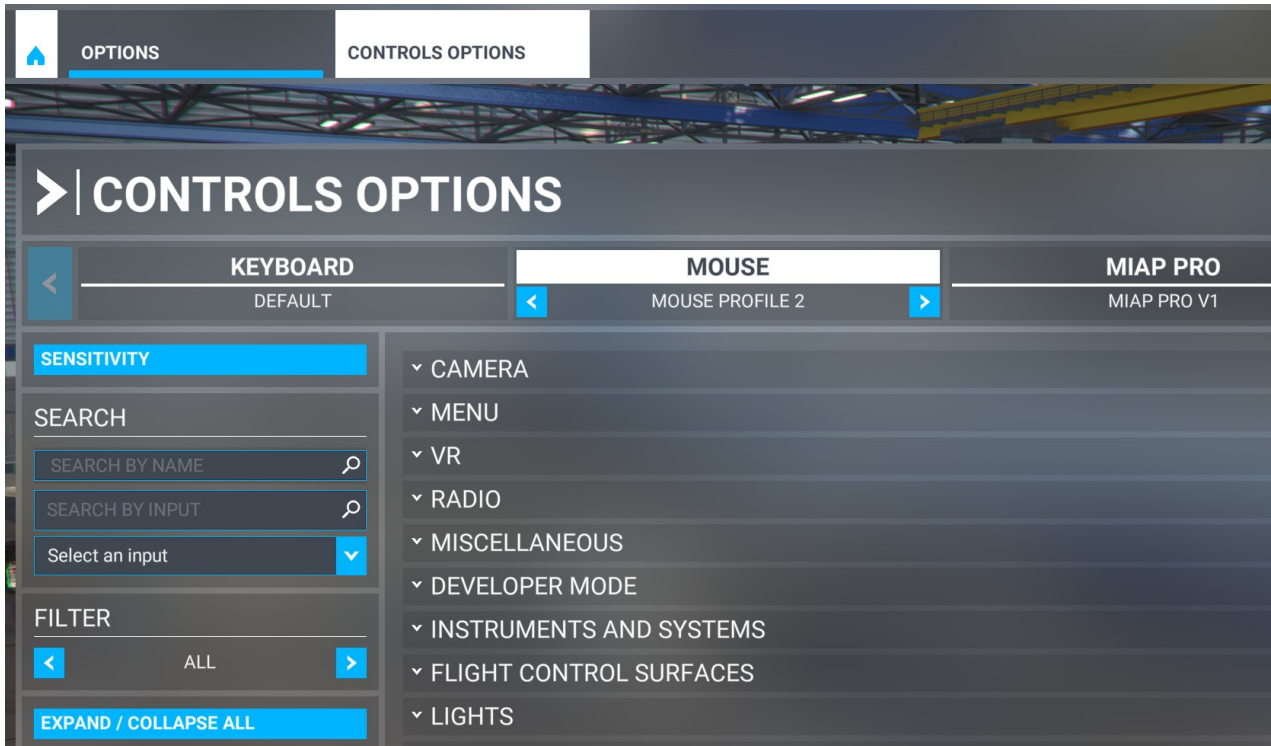 OPTIONS
CONTROLS OPTIONS
CONTROLS OPTIONS
KEYBOARD
DEFAULT
MOUSE
MOUSE PROFILE 2
MIAP PRO
MIAP PRO V1
SENSITIVITY
SEARCH
SEARCH BY NAME
SEARCH BY INPUT
Select an input
FILTER
ALL
EXPAND / COLLAPSE ALL
CAMERA
MENU
VR
RADIO
MISCELLANEOUS
DEVELOPER MODE
INSTRUMENTS AND SYSTEMS
FLIGHT CONTROL SURFACES
LIGHTS